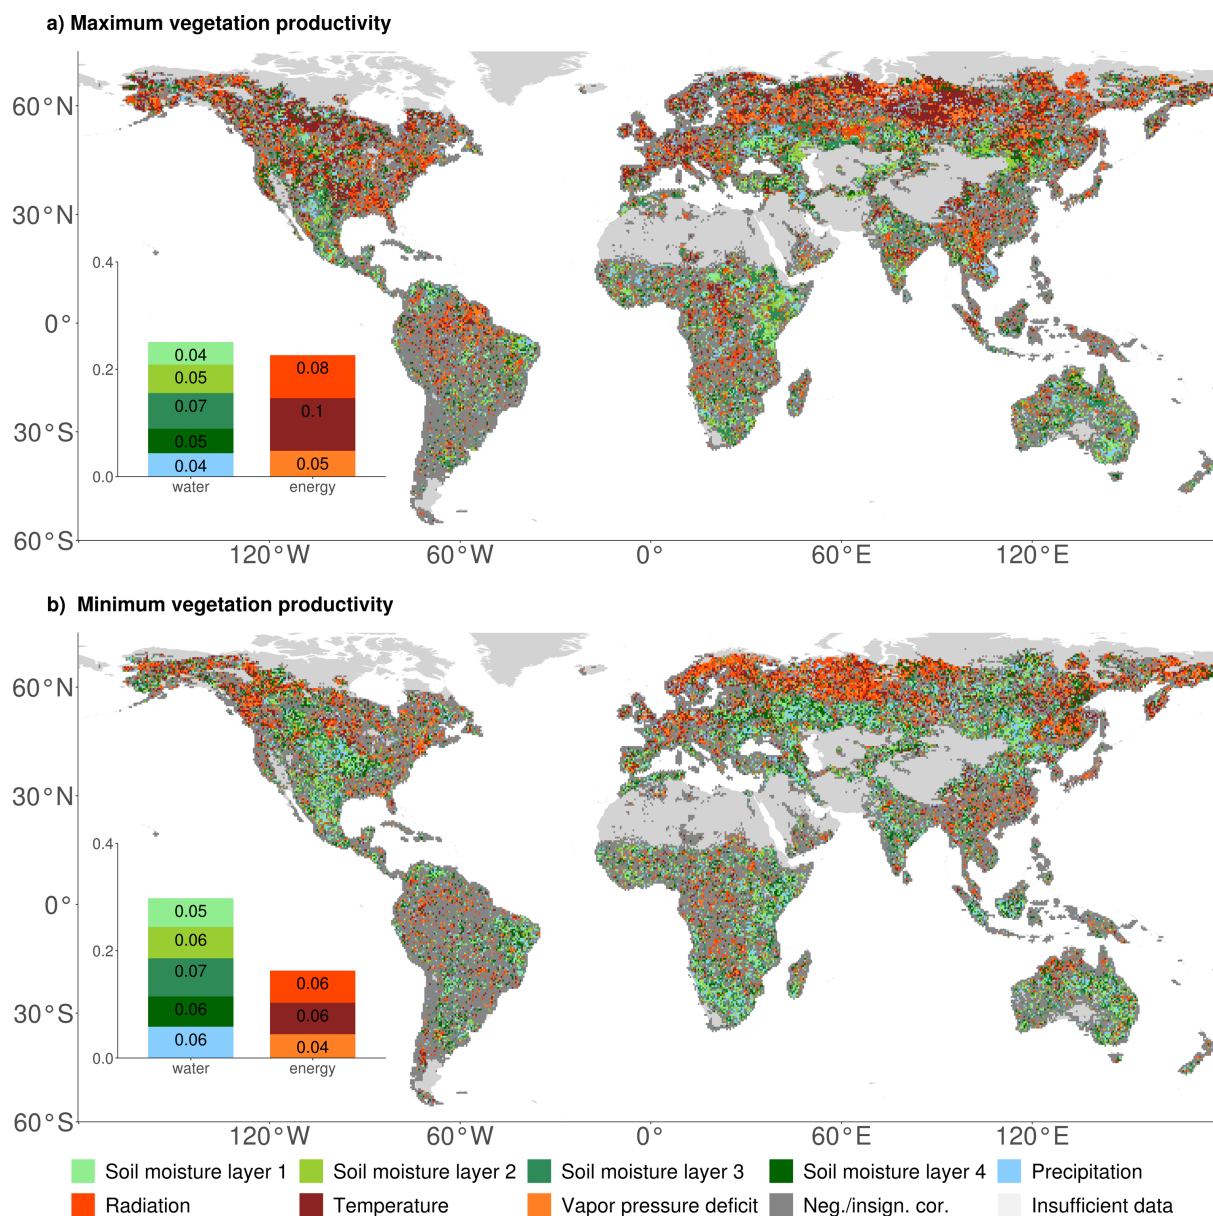 a) Maximum vegetation productivity
60°N
30°N
0°
30°S
60°S
0.4
0.2
0.0
0.04
0.05
0.07
0.05
0.04
0.08
0.1
0.05
water energy
120°W 60°W 0° 60°E 120°E
b) Minimum vegetation productivity
60°N
30°N
0°
30°S
60°S
0.4
0.2
0.0
0.05
0.06
0.07
0.06
0.06
0.06
0.06
0.04
water energy
120°W 60°W 0° 60°E 120°E
Soil moisture layer 1 Soil moisture layer 2 Soil moisture layer 3 Soil moisture layer 4 Precipitation
Radiation Temperature Vapor pressure deficit Neg./insign. cor. Insufficient data